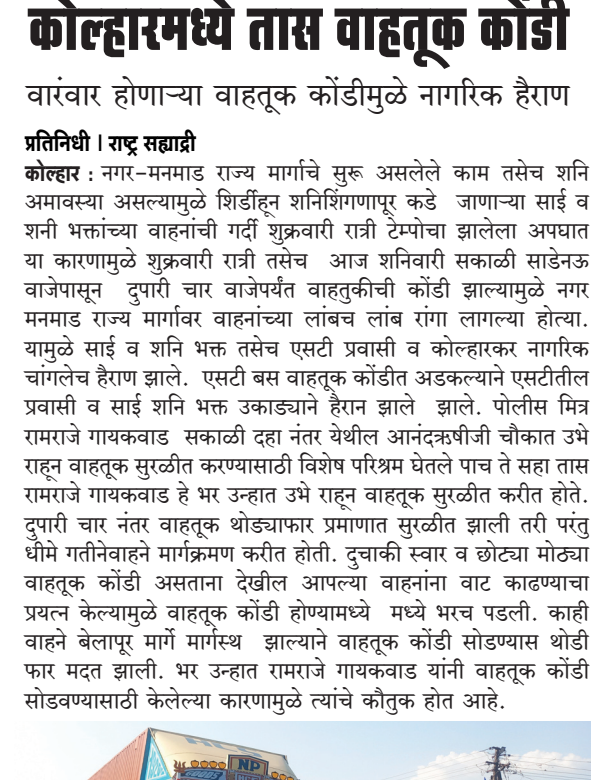 कोल्हारमध्ये तास वाहतूक कोंडी
वारंवार होणाऱ्या वाहतूक कोंडीमुळे नागरिक हैराण
प्रतिनिधी । राष्ट्र सह्याद्री
कोल्हार : नगर-मनमाड राज्य मार्गाचे सुरू असलेले काम तसेच शनि
अमावस्या असल्यामुळे शिर्डीहून शनिशिंगणापूर कडे जाणाऱ्या साई व
शनी भक्तांच्या वाहनांची गर्दी शुक्रवारी रात्री टेम्पोचा झालेला अपघात
या कारणामुळे शुक्रवारी रात्री तसेच आज शनिवारी सकाळी साडेनऊ
वाजेपासून दुपारी चार वाजेपर्यंत वाहतुकीची कोंडी झाल्यामुळे नगर
मनमाड राज्य मार्गावर वाहनांच्या लांबच लांब रांगा लागल्या होत्या.
यामुळे साई व शनि भक्त तसेच एसटी प्रवासी व कोल्हारकर नागरिक
चांगलेच हैराण झाले. एसटी बस वाहतूक कोंडीत अडकल्याने एसटीतील
प्रवासी व साई शनि भक्त उकाड्याने हैरान झाले झाले. पोलीस मित्र
रामराजे गायकवाड सकाळी दहा नंतर येथील आनंदऋषीजी चौकात उभे
राहून वाहतूक सुरळीत करण्यासाठी विशेष परिश्रम घेतले पाच ते सहा तास
रामराजे गायकवाड हे भर उन्हात उभे राहून वाहतूक सुरळीत करीत होते.
दुपारी चार नंतर वाहतूक थोड्याफार प्रमाणात सुरळीत झाली तरी परंतु
धीमे गतीनेवाहने मार्गक्रमण करीत होती. दुचाकी स्वार व छोट्या मोठ्या
वाहतूक कोंडी असताना देखील आपल्या वाहनांना वाट काढण्याचा
प्रयत्न केल्यामुळे वाहतूक कोंडी होण्यामध्ये मध्ये भरच पडली. काही
वाहने बेलापूर मार्गे मार्गस्थ झाल्याने वाहतूक कोंडी सोडण्यास थोडी
फार मदत झाली. भर उन्हात रामराजे गायकवाड यांनी वाहतूक कोंडी
सोडवण्यासाठी केलेल्या कारणामुळे त्यांचे कौतुक होत आहे.
NP